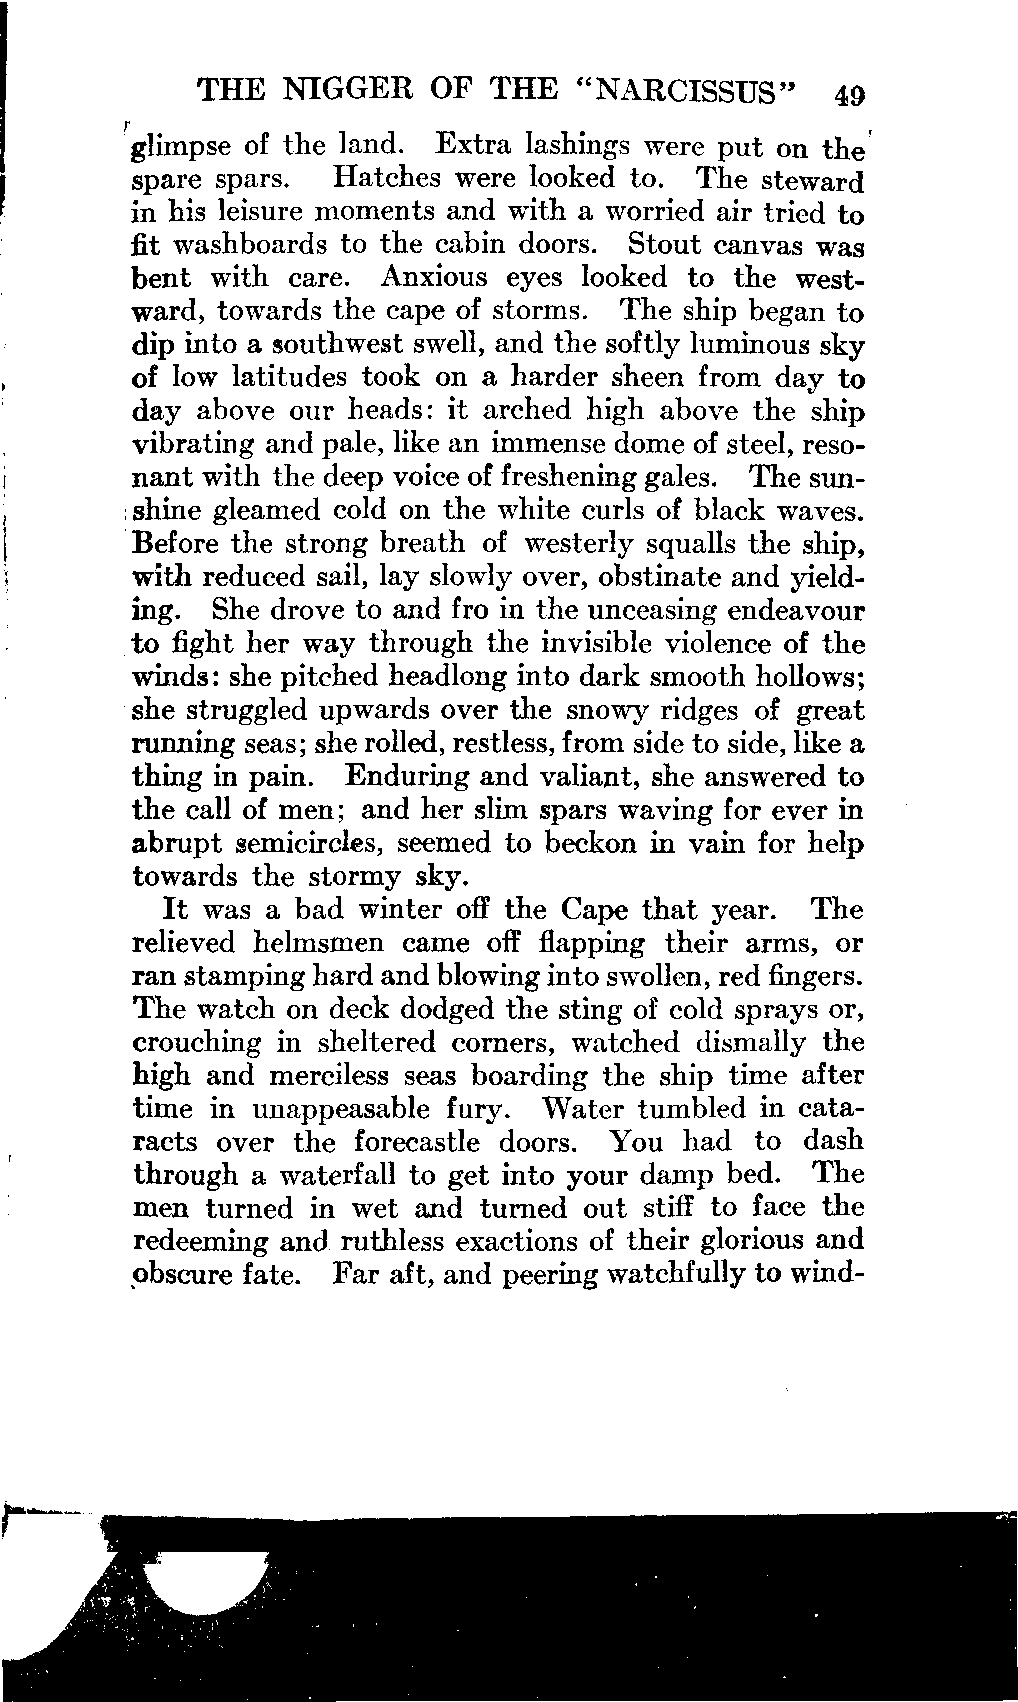 THE NIGGER OF THE "NARCISSUS" 49
glimpse of the land. Extra lashings were put on the
spare spars. Hatches were looked to. The steward
in his leisure moments and with a worried air tried to
fit washboards to the cabin doors. Stout canvas was
bent with care. Anxious eyes looked to the west-
ward, towards the cape of storms. The ship began to
dip into a southwest swell, and the softly luminous sky
of low latitudes took on a harder sheen from day to
day above our heads: it arched high above the ship
vibrating and pale, like an immense dome of steel, reso-
nant with the deep voice of freshening gales. The sun-
shine gleamed cold on the white curls of black waves.
Before the strong breath of westerly squalls the ship,
with reduced sail, lay slowly over, obstinate and yield-
ing. She drove to and fro in the unceasing endeavour
to fight her way through the invisible violence of the
winds: she pitched headlong into dark smooth hollows;
she struggled upwards over the snowy ridges of great
running seas; she rolled, restless, from side to side, like a
thing in pain. Enduring and valiant, she answered to
the call of men; and her slim spars waving for ever in
abrupt semicircles, seemed to beckon in vain for help
towards the stormy sky.
It was a bad winter off the Cape that year. The
relieved helmsmen came off flapping their arms, or
ran stamping hard and blowing into swollen, red fingers.
The watch on deck dodged the sting of cold sprays or,
crouching in sheltered corners, watched dismally the
high and merciless seas boarding the ship time after
time in unappeasable fury. Water tumbled in cata-
racts over the forecastle doors. You had to dash
through a waterfall to get into your damp bed. The
men turned in wet and turned out stiff to face the
redeeming and ruthless exactions of their glorious and
obscure fate. Far aft, and peering watchfully to wind-